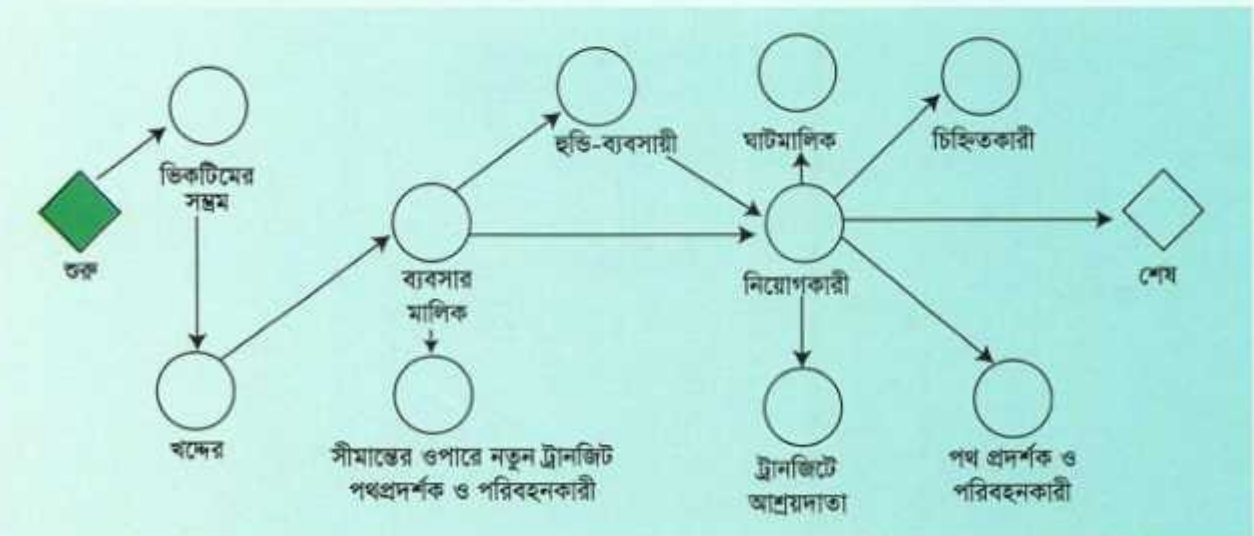 হুন্ডি-ব্যবসায়ী
ঘাটমালিক
চিহ্নিতকারী
ভিকটিমের
সম্ভ্রম
শুরু
ব্যবসার
মালিক
নিয়োগকারী
শেষ
খদ্দের
সীমান্তের ওপারে নতুন ট্রানজিট
পথপ্রদর্শক ও পরিবহনকারী
ট্রানজিটে
আশ্রয়দাতা
পথ প্রদর্শক ও
পরিবহনকারী